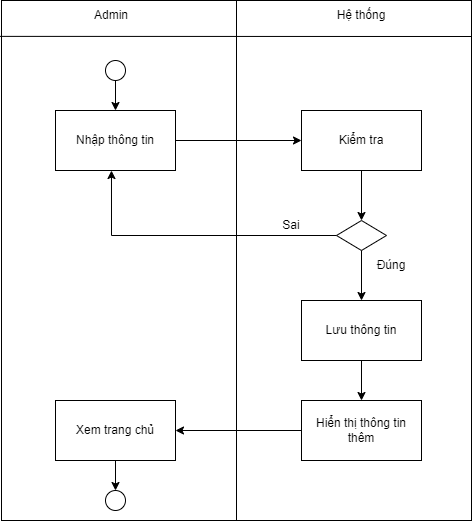 Admin
Hệ thống
Nhập thông tin
Kiểm tra
Sai
Đúng
Lưu thông tin
Xem trang chủ
Hiển thị thông tin
thêm